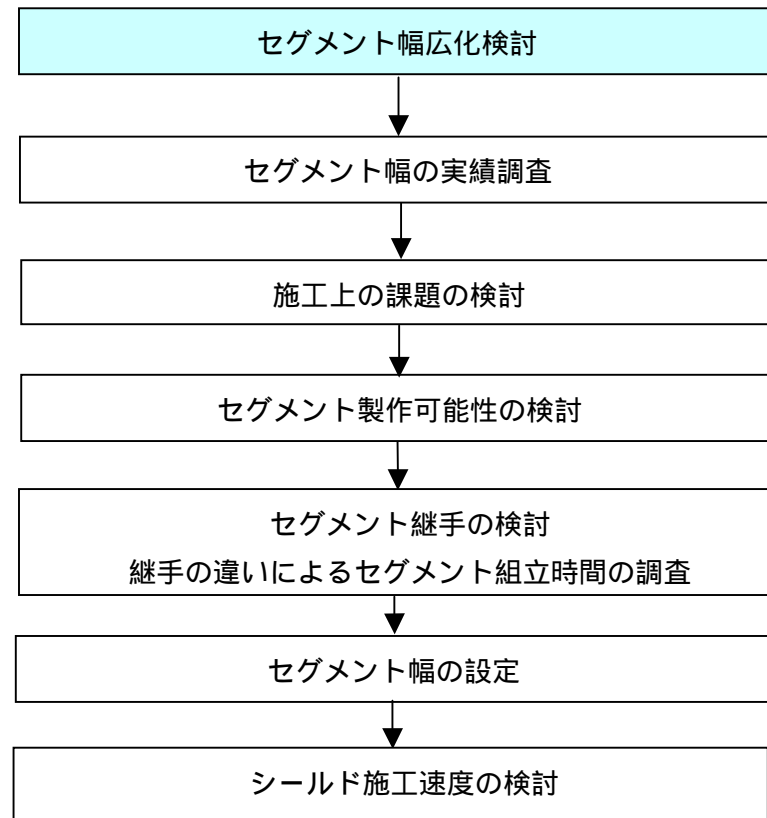 セグメント幅広化検討
セグメント幅の実績調査
施工上の課題の検討
セグメント製作可能性の検討
セグメント継手の検討
継手の違いによるセグメント組立時間の調査
セグメント幅の設定
シールド施工速度の検討